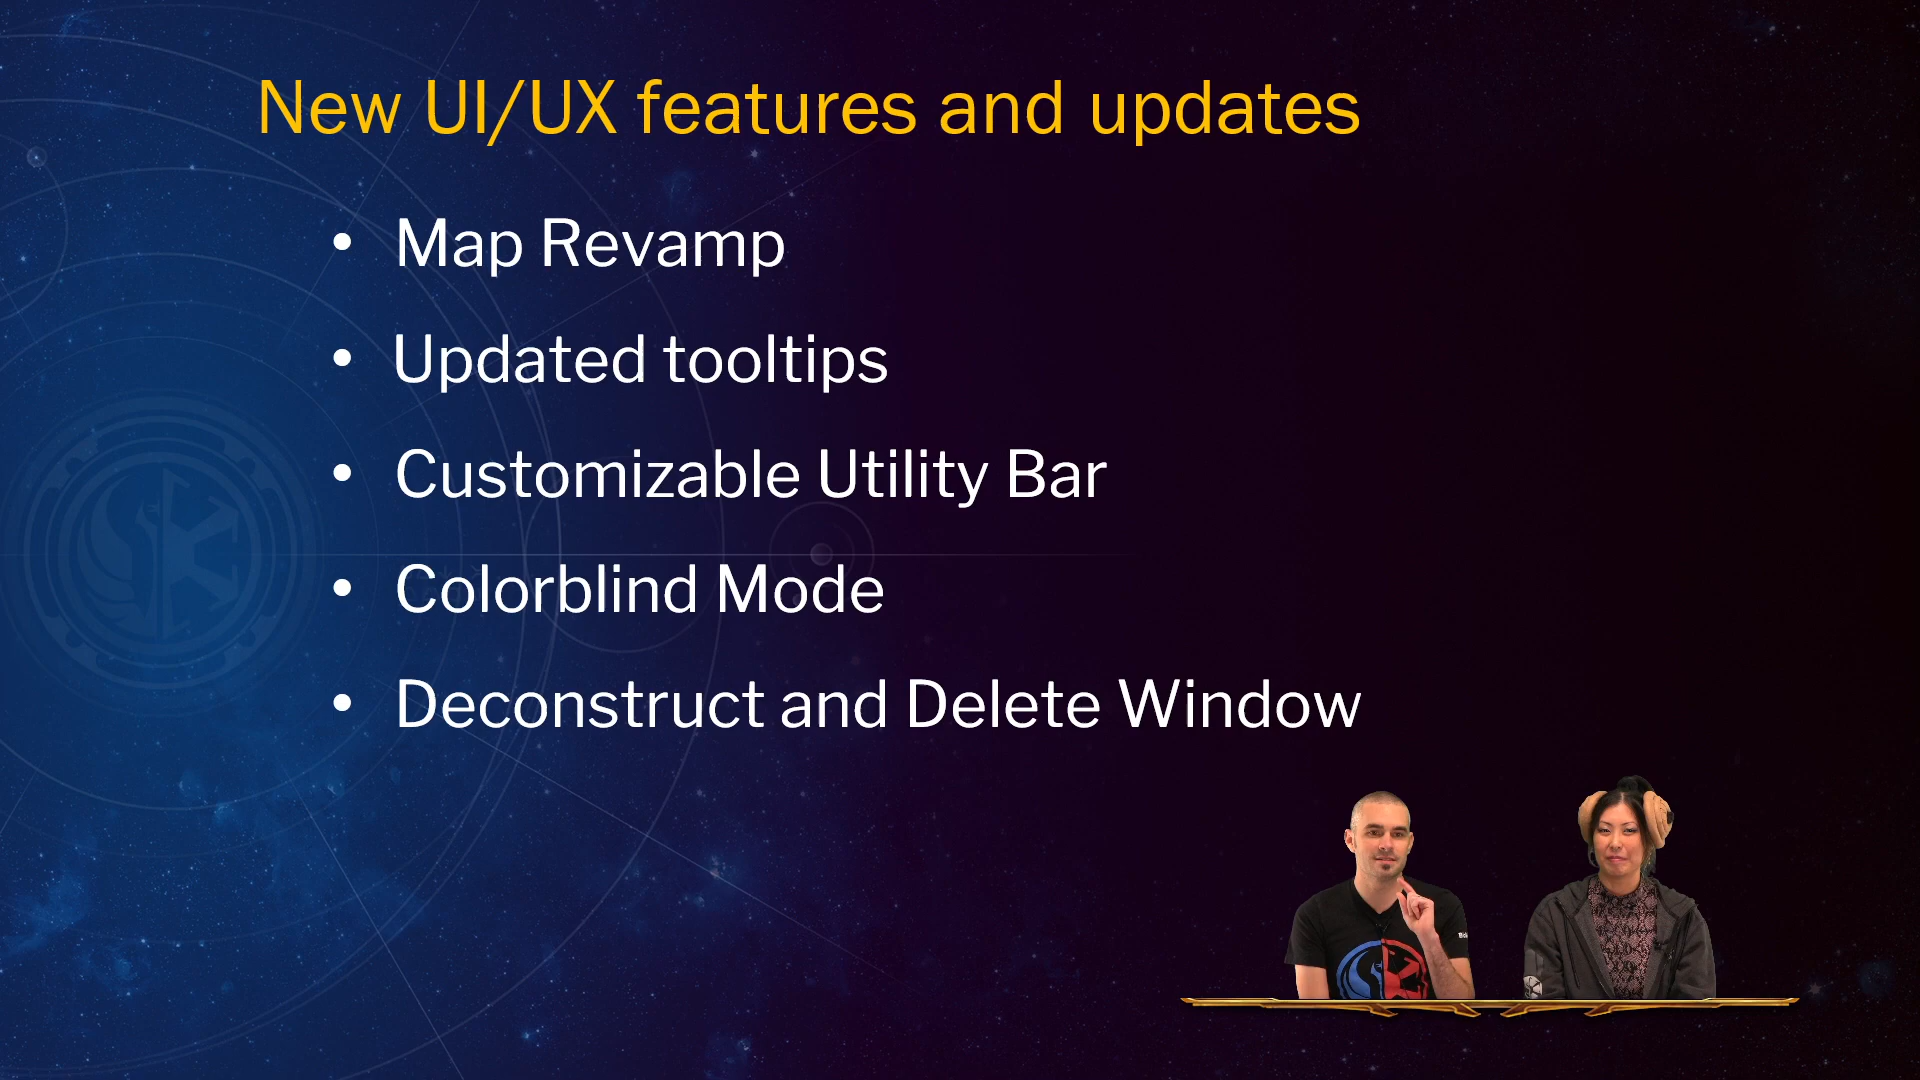 New UI/UX features and updates
• Map Revamp
• Updated tooltips
• Customizable Utility Bar
• Colorblind Mode
• Deconstruct and Delete Window